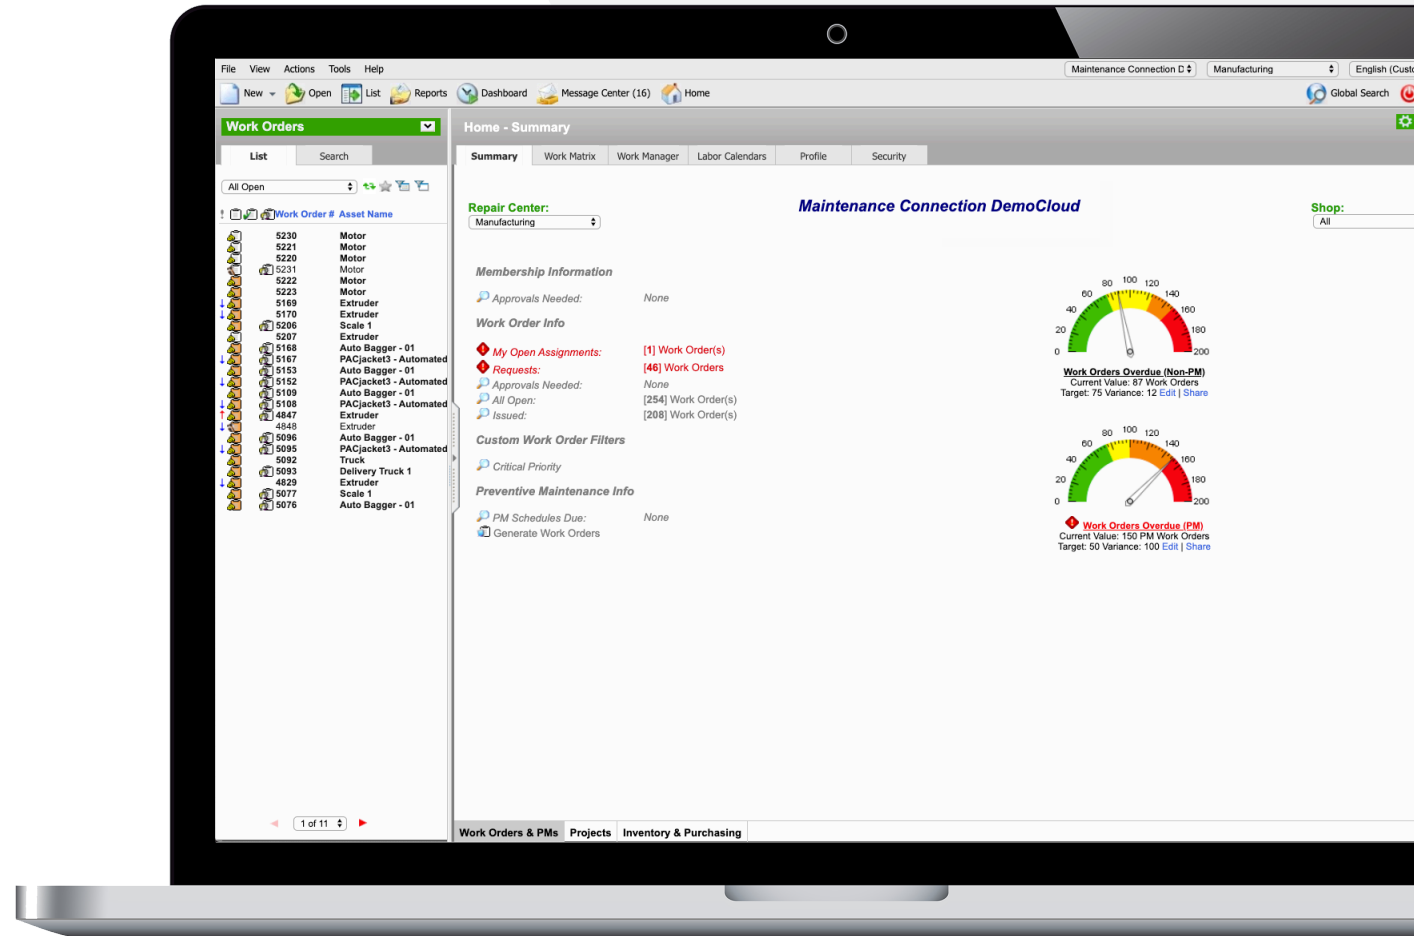 File View Actions Tools Help
Maintenance Connection D Manufacturing English (Custo
New Open List Reports Dashboard Message Center (16) Home Global Search
Work Orders
Home - Summary
List Search
Summary Work Matrix Work Manager Labor Calendars Profile Security
All Open
! Work Order # Asset Name
5230 Motor
5221 Motor
5220 Motor
5231 Motor
5222 Motor
5223 Motor
5169 Extruder
5170 Extruder
5206 Scale 1
5207 Extruder
5168 Auto Bagger - 01
5167 PACjacket3 - Automated
5153 Auto Bagger - 01
5152 PACjacket3 - Automated
5109 Auto Bagger - 01
5108 PACjacket3 - Automated
4847 Extruder
4848 Extruder
5096 Auto Bagger - 01
5095 PACjacket3 - Automated
5092 Truck
5093 Delivery Truck 1
4829 Extruder
5077 Scale 1
5076 Auto Bagger - 01
1 of 11
Maintenance Connection DemoCloud
Repair Center:
Manufacturing
Shop:
All
Membership Information
Approvals Needed: None
Work Order Info
My Open Assignments: [1] Work Order(s)
Requests: [46] Work Orders
Approvals Needed: None
All Open: [254] Work Order(s)
Issued: [208] Work Order(s)
Custom Work Order Filters
Critical Priority
Preventive Maintenance Info
PM Schedules Due: None
Generate Work Orders
0 20 40 60 80 100 120 140 160 180 200
Work Orders Overdue (Non-PM)
Current Value: 87 Work Orders
Target: 75 Variance: 12 Edit | Share
0 20 40 60 80 100 120 140 160 180 200
Work Orders Overdue (PM)
Current Value: 150 PM Work Orders
Target: 50 Variance: 100 Edit | Share
Work Orders & PMs Projects Inventory & Purchasing